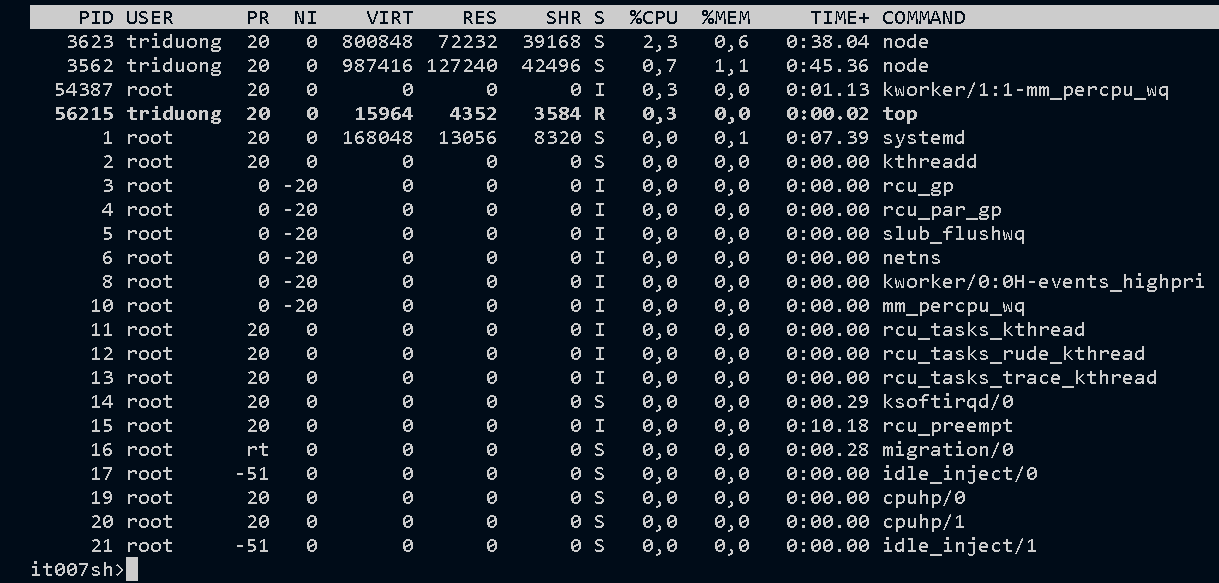 PID USER PR NI VIRT RES SHR S %CPU %MEM TIME+ COMMAND
3623 triduong 20 0 800848 72232 39168 S 2,3 0,6 0:38.04 node
3562 triduong 20 0 987416 127240 42496 S 0,7 1,1 0:45.36 node
54387 root 20 0 0 0 0 I 0,3 0,0 0:01.13 kworker/1:1-mm_percpu_wq
56215 triduong 20 0 15964 4352 3584 R 0,3 0,0 0:00.02 top
1 root 20 0 168048 13056 8320 S 0,0 0,1 0:07.39 systemd
2 root 20 0 0 0 0 S 0,0 0,0 0:00.00 kthreadd
3 root 0 -20 0 0 0 I 0,0 0,0 0:00.00 rcu_gp
4 root 0 -20 0 0 0 I 0,0 0,0 0:00.00 rcu_par_gp
5 root 0 -20 0 0 0 I 0,0 0,0 0:00.00 slub_flushwq
6 root 0 -20 0 0 0 I 0,0 0,0 0:00.00 netns
8 root 0 -20 0 0 0 I 0,0 0,0 0:00.00 kworker/0:0H-events_highpri
10 root 0 -20 0 0 0 I 0,0 0,0 0:00.00 mm_percpu_wq
11 root 20 0 0 0 0 I 0,0 0,0 0:00.00 rcu_tasks_kthread
12 root 20 0 0 0 0 I 0,0 0,0 0:00.00 rcu_tasks_rude_kthread
13 root 20 0 0 0 0 I 0,0 0,0 0:00.00 rcu_tasks_trace_kthread
14 root 20 0 0 0 0 S 0,0 0,0 0:00.29 ksoftirqd/0
15 root 20 0 0 0 0 I 0,0 0,0 0:10.18 rcu_preempt
16 root rt 0 0 0 0 S 0,0 0,0 0:00.28 migration/0
17 root -51 0 0 0 0 S 0,0 0,0 0:00.00 idle_inject/0
19 root 20 0 0 0 0 S 0,0 0,0 0:00.00 cpuhp/0
20 root 20 0 0 0 0 S 0,0 0,0 0:00.00 cpuhp/1
21 root -51 0 0 0 0 S 0,0 0,0 0:00.00 idle_inject/1
it007sh>